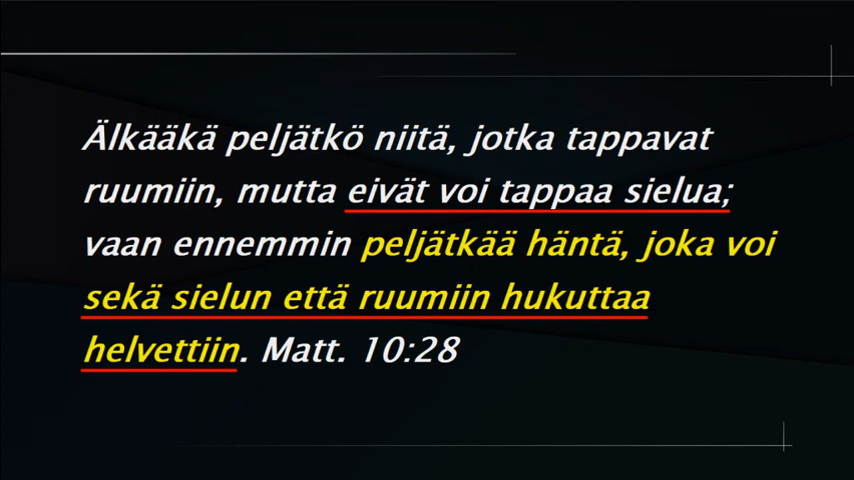 Älkääkä peljätkö niitä, jotka tappavat
ruumiin, mutta eivät voi tappaa sielua;
vaan ennemmin peljätkää häntä, joka voi
sekä sielun että ruumiin hukuttaa
helvettiin. Matt. 10:28